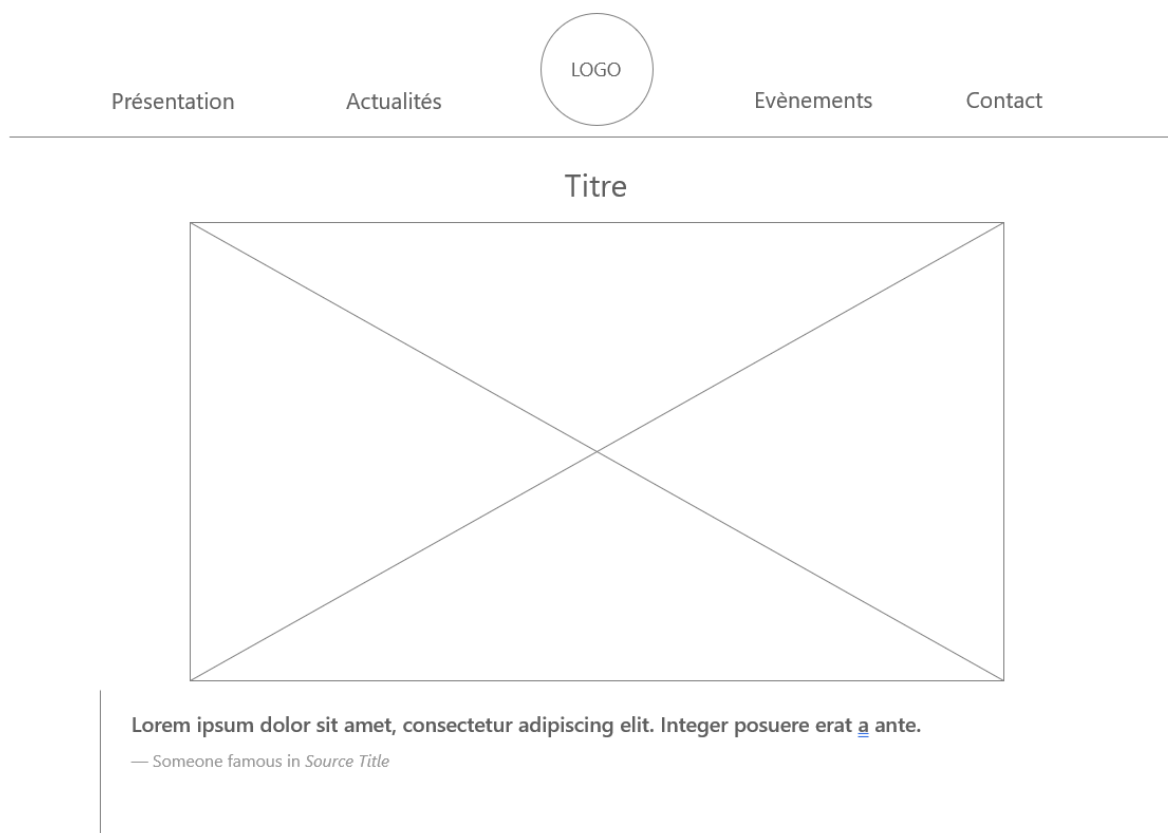 LOGO
Présentation Actualités Evènements Contact
Titre
Lorem ipsum dolor sit amet, consectetur adipiscing elit. Integer posuere erat a ante.
— Someone famous in Source Title